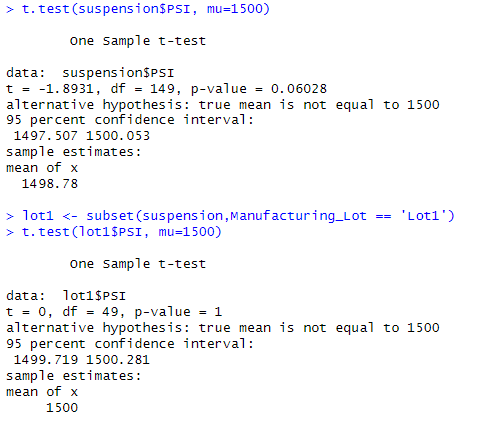 > t.test(suspension$PSI, mu=1500)
One Sample t-test
data:  suspension$PSI
t = -1.8931, df = 149, p-value = 0.06028
alternative hypothesis: true mean is not equal to 1500
95 percent confidence interval:
1497.507 1500.053
sample estimates:
mean of x
1498.78
> lot1 <- subset(suspension,Manufacturing_Lot == 'Lot1')
> t.test(lot1$PSI, mu=1500)
One Sample t-test
data:  lot1$PSI
t = 0, df = 49, p-value = 1
alternative hypothesis: true mean is not equal to 1500
95 percent confidence interval:
1499.719 1500.281
sample estimates:
mean of x
1500